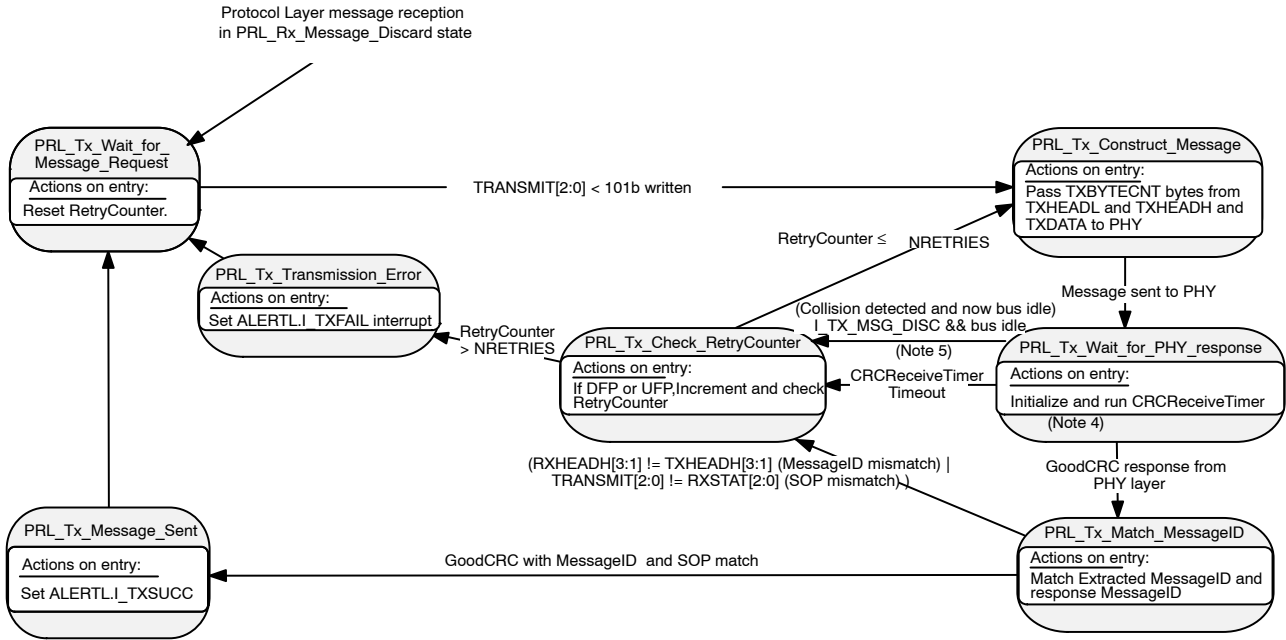 Protocol Layer message reception
in PRL_Rx_Message_Discard state
PRL_Tx_Wait_for_
Message_Request
Actions on entry:
Reset RetryCounter.
TRANSMIT[2:0] < 101b written
PRL_Tx_Construct_Message
Actions on entry:
Pass TXBYTECNT bytes from
TXHEADL and TXHEADH and
TXDATA to PHY
RetryCounter ≤ NRETRIES
PRL_Tx_Transmission_Error
Actions on entry:
Set ALERTL.I_TXFAIL interrupt
Message sent to PHY
(Collision detected and now bus idle)
I_TX_MSG_DISC && bus idle
(Note 5)
RetryCounter
> NRETRIES
PRL_Tx_Check_RetryCounter
Actions on entry:
If DFP or UFP,Increment and check
RetryCounter
CRCReceiveTimer
Timeout
PRL_Tx_Wait_for_PHY_response
Actions on entry:
Initialize and run CRCReceiveTimer
(Note 4)
(RXHEADH[3:1] != TXHEADH[3:1] (MessageID mismatch) |
TRANSMIT[2:0] != RXSTAT[2:0] (SOP mismatch) )
GoodCRC response from
PHY layer
PRL_Tx_Message_Sent
Actions on entry:
Set ALERTL.I_TXSUCC
GoodCRC with MessageID and SOP match
PRL_Tx_Match_MessageID
Actions on entry:
Match Extracted MessageID and
response MessageID